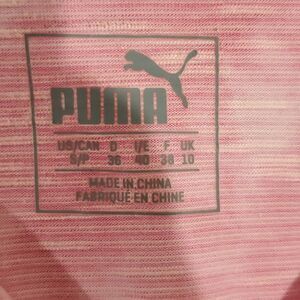 PUMA
US/CAN D I/E F UK
S/P 36 40 38 10
MADE IN CHINA
FABRIQUÉ EN CHINE